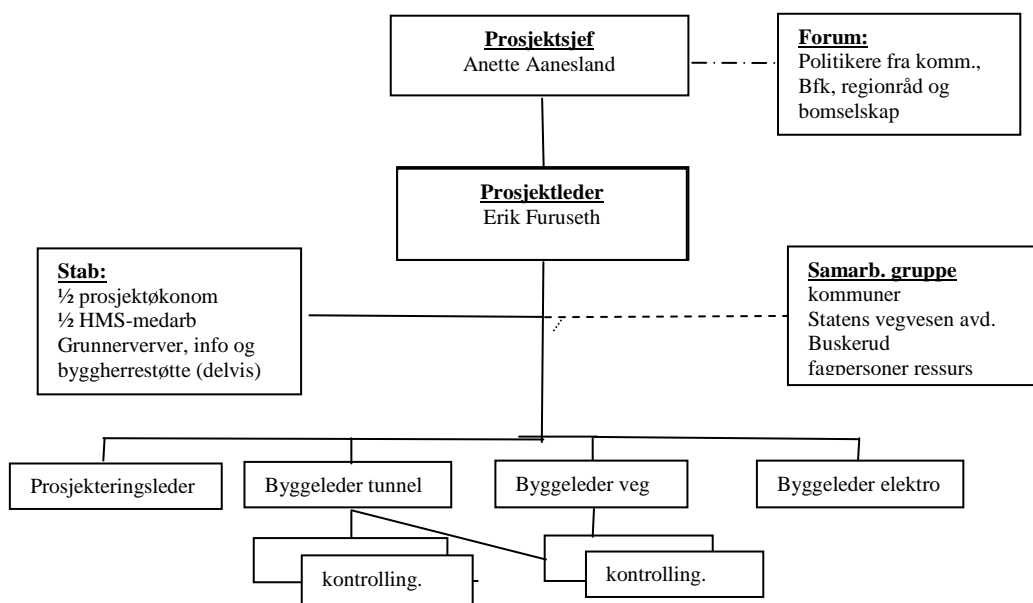 Prosjektsjef
Anette Aanesland
Forum:
Politikere fra komm.,
Bfk, regionråd og
bomselskap
Prosjektleder
Erik Furuseth
Stab:
½ prosjektøkonom
½ HMS-medarb
Grunnerverver, info og
byggherrestøtte (delvis)
Samarb. gruppe
kommuner
Statens vegvesen avd.
Buskerud
fagpersoner ressurs
Prosjekteringsleder
Byggeleder tunnel
Byggeleder veg
Byggeleder elektro
kontrolling.
kontrolling.